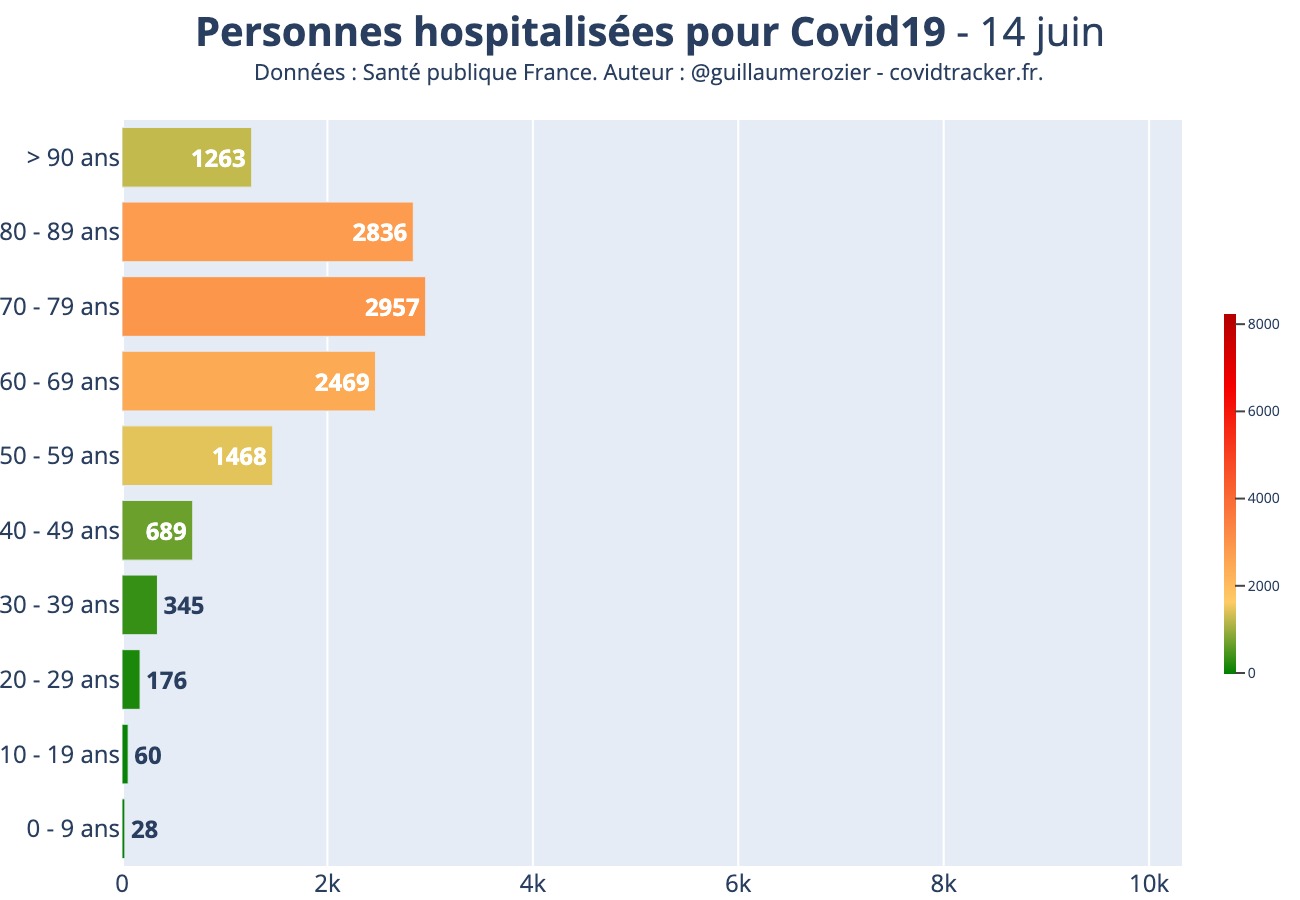 Personnes hospitalisées pour Covid19 - 14 juin
Données : Santé publique France. Auteur : @guillaumerozier - covidtracker.fr.
> 90 ans 1263
80 - 89 ans 2836
70 - 79 ans 2957
60 - 69 ans 2469
50 - 59 ans 1468
40 - 49 ans 689
30 - 39 ans 345
20 - 29 ans 176
10 - 19 ans 60
0 - 9 ans 28
0 2k 4k 6k 8k 10k
8000
6000
4000
2000
0